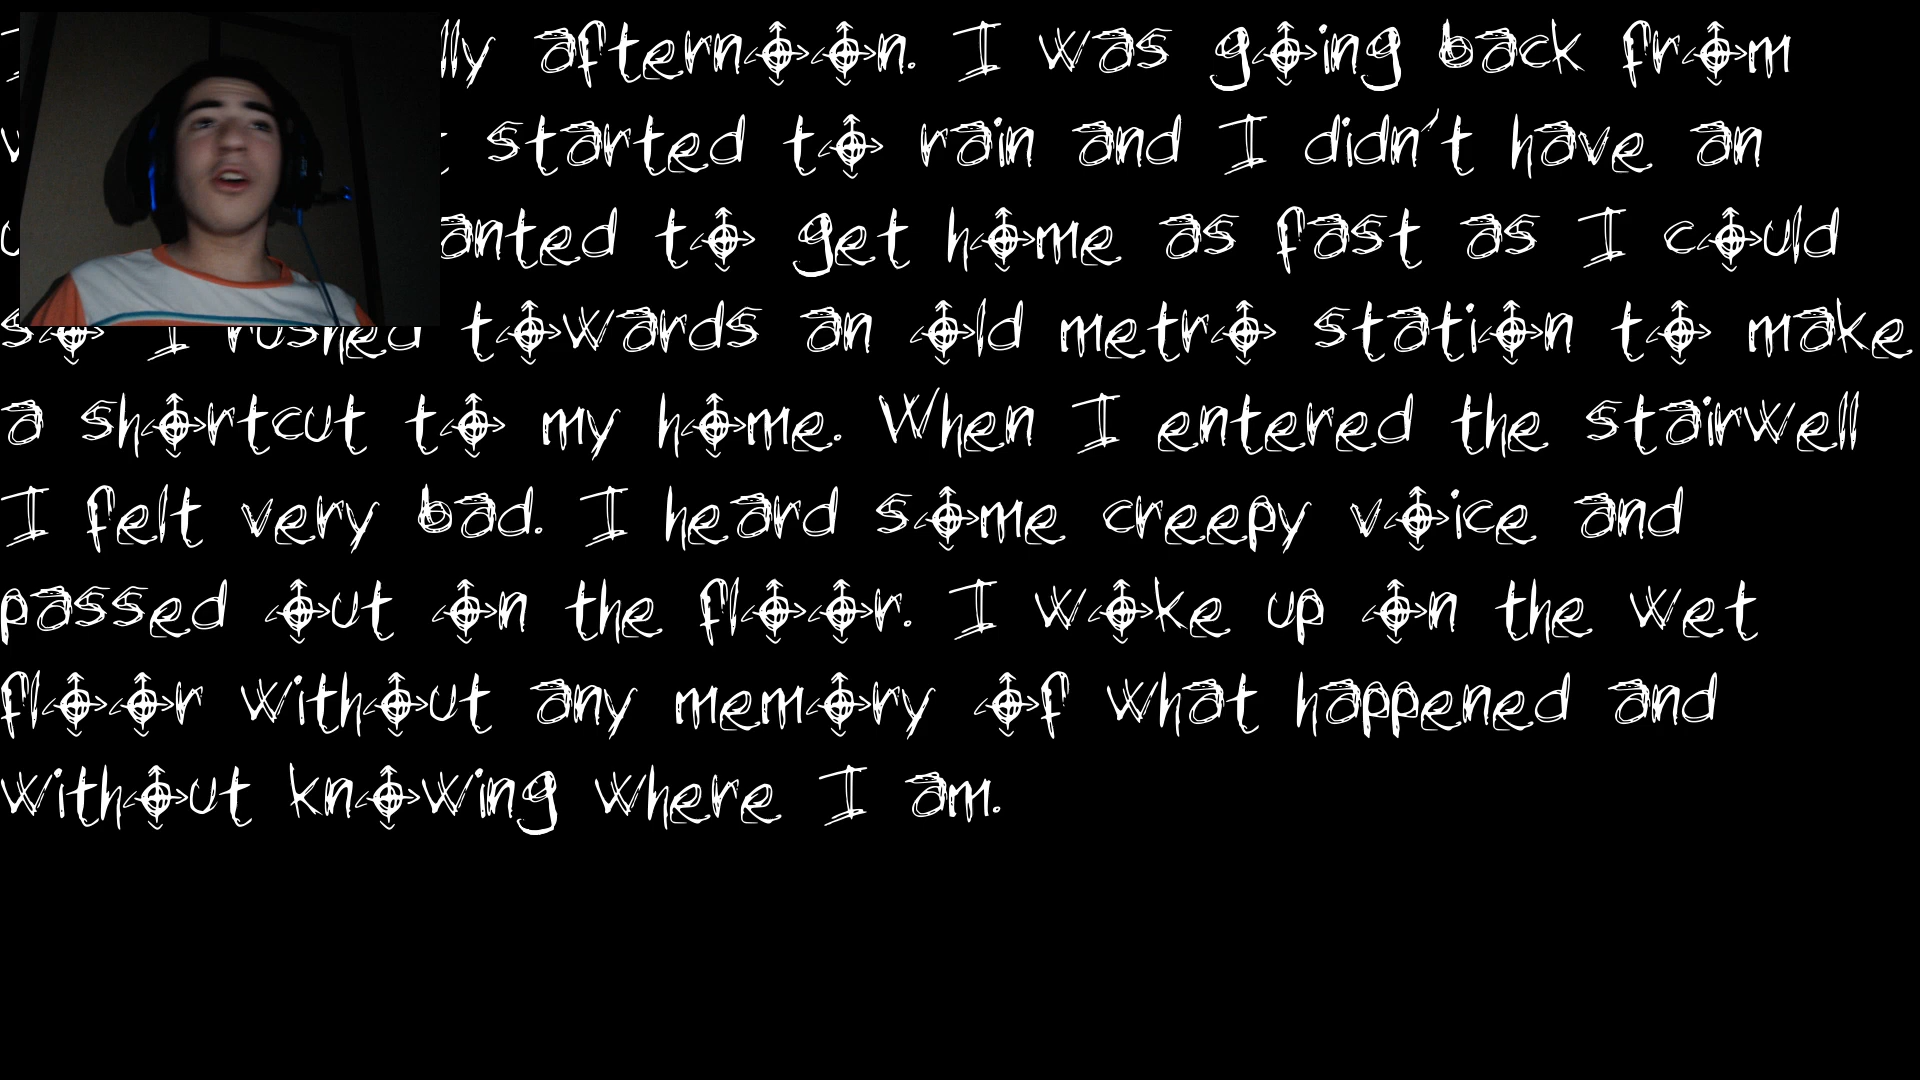 afternoon. I was going back from
started to rain and I didn't have an
to get home as fast as I could
so I rushed towards an old metro station to make
a shortcut to my home. When I entered the stairwell
I felt very bad. I heard some creepy voice and
passed out on the floor. I woke up on the wet
floor without any memory of what happened and
without knowing where I am.